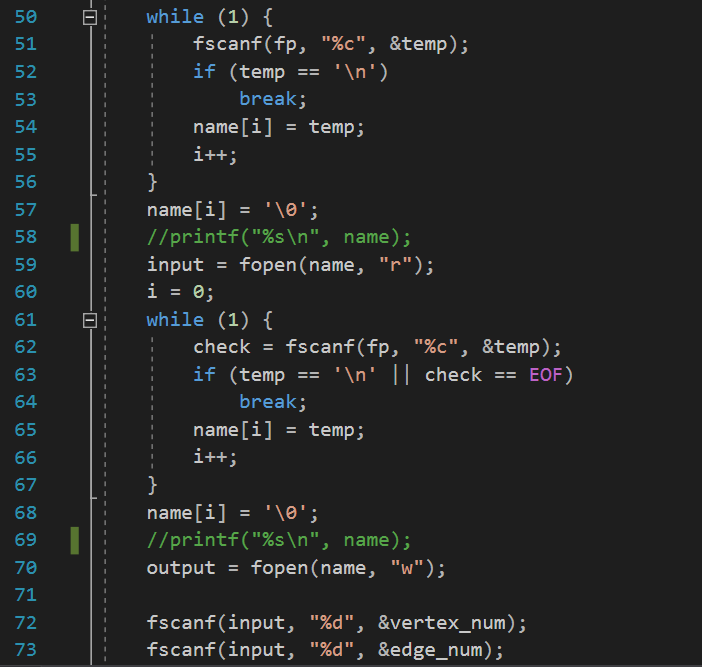 50 while (1) {
51 fscanf(fp, "%c", &temp);
52 if (temp == '\n')
53 break;
54 name[i] = temp;
55 i++;
56 }
57 name[i] = '\0';
58 //printf("%s\n", name);
59 input = fopen(name, "r");
60 i = 0;
61 while (1) {
62 check = fscanf(fp, "%c", &temp);
63 if (temp == '\n' || check == EOF)
64 break;
65 name[i] = temp;
66 i++;
67 }
68 name[i] = '\0';
69 //printf("%s\n", name);
70 output = fopen(name, "w");
71
72 fscanf(input, "%d", &vertex_num);
73 fscanf(input, "%d", &edge_num);